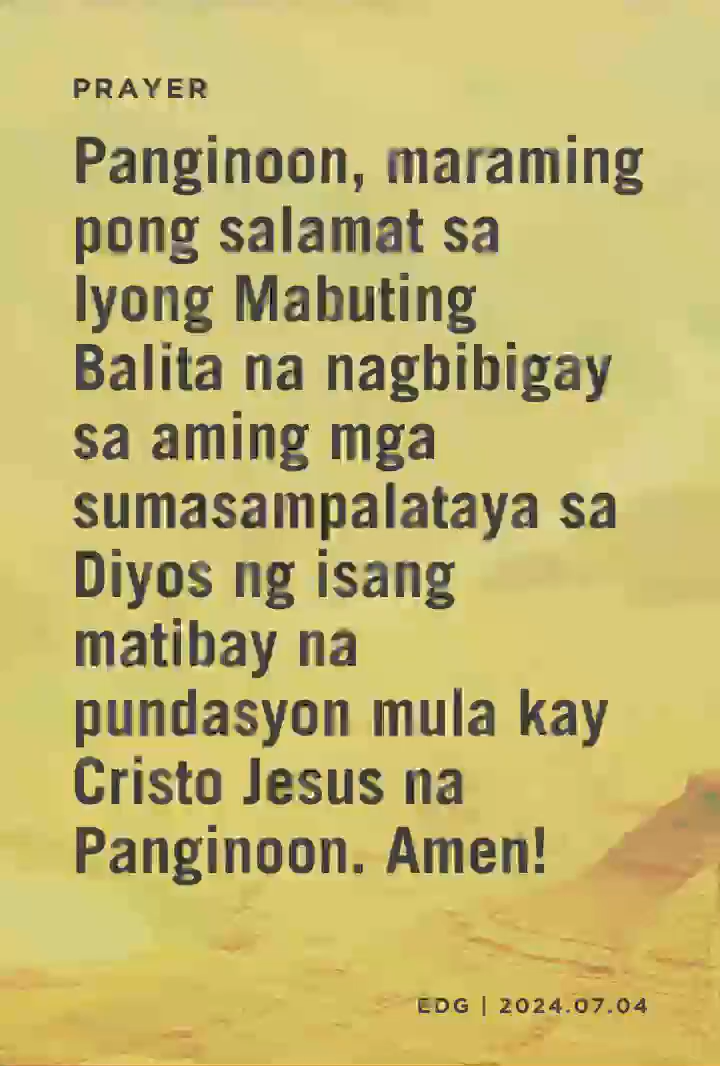 PRAYER
Panginoon, maraming
pong salamat sa
Iyong Mabuting
Balita na nagbibigay
sa aming mga
sumasampalataya sa
Diyos ng isang
matibay na
pundasyon mula kay
Cristo Jesus na
Panginoon. Amen!
EDG | 2024.07.04